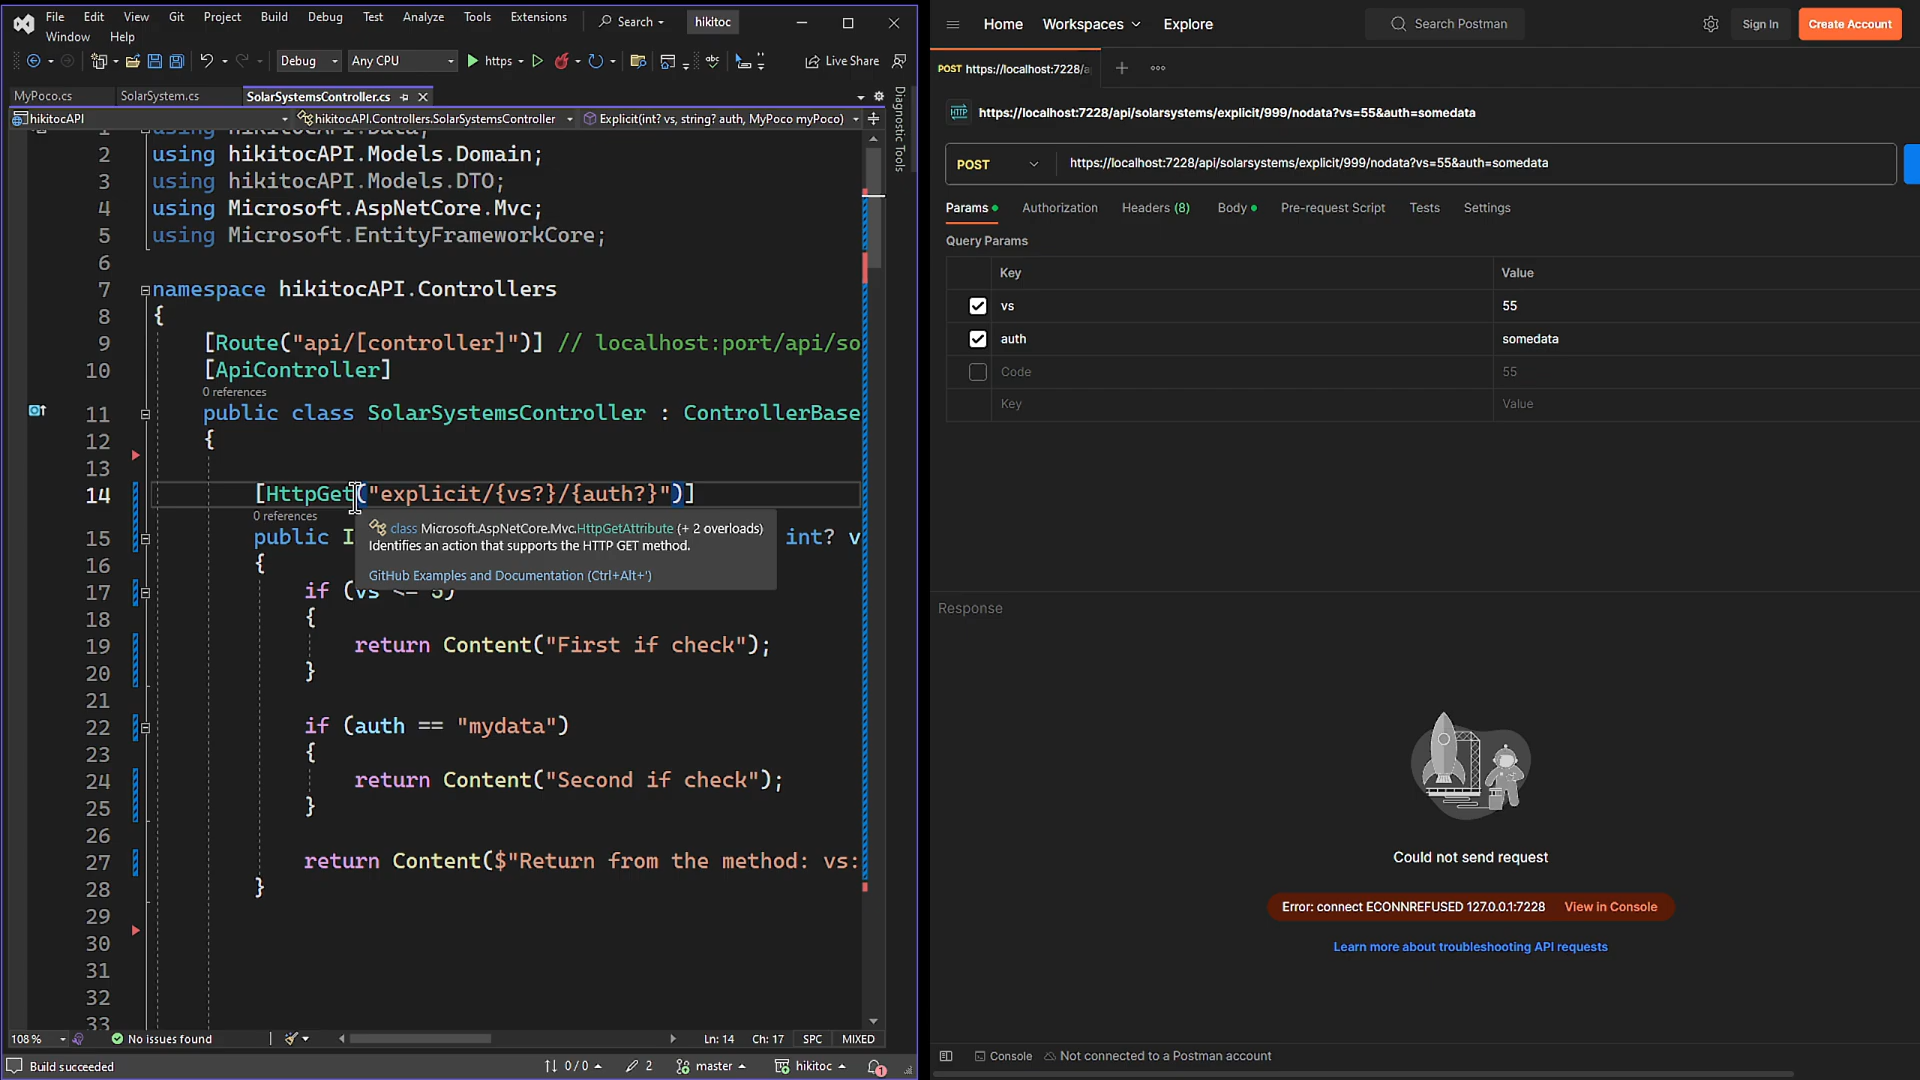 File Edit View Git Project Build Debug Test Analyze Tools Extensions Search hikitoc
Window Help
Debug Any CPU https Live Share
MyPoco.cs SolarSystem.cs SolarSystemsController.cs
hikitocAPI hikitocAPI.Controllers.SolarSystemsController Explicit(int? vs, string? auth, MyPoco myPoco)
Diagnostic Tools
using hikitocAPI.Data;
2 using hikitocAPI.Models.Domain;
3 using hikitocAPI.Models.DTO;
4 using Microsoft.AspNetCore.Mvc;
5 using Microsoft.EntityFrameworkCore;
6
7 namespace hikitocAPI.Controllers
8 {
9 [Route("api/[controller]")] // localhost:port/api/so
10 [ApiController]
0 references
11 public class SolarSystemsController : ControllerBase
12 {
13
14 [HttpGet("explicit/{vs?}/{auth?}")]
0 references
15 public I int? v
class Microsoft.AspNetCore.Mvc.HttpGetAttribute (+ 2 overloads)
Identifies an action that supports the HTTP GET method.
GitHub Examples and Documentation (Ctrl+Alt+')
16 {
17 if (vs <= 5)
18 {
19 return Content("First if check");
20 }
21
22 if (auth == "mydata")
23 {
24 return Content("Second if check");
25 }
26
27 return Content($"Return from the method: vs:
28 }
29
30
31
32
33
108 % No issues found Ln: 14 Ch: 17 SPC MIXED
Build succeeded 0 / 0 2 master hikitoc 1
Home Workspaces Explore Search Postman Sign In Create Account
POST https://localhost:7228/a
HTTP https://localhost:7228/api/solarsystems/explicit/999/nodata?vs=55&auth=somedata
POST https://localhost:7228/api/solarsystems/explicit/999/nodata?vs=55&auth=somedata
Params Authorization Headers (8) Body Pre-request Script Tests Settings
Query Params
Key Value
vs 55
auth somedata
Code 55
Key Value
Response
Could not send request
Error: connect ECONNREFUSED 127.0.0.1:7228 View in Console
Learn more about troubleshooting API requests
Console Not connected to a Postman account